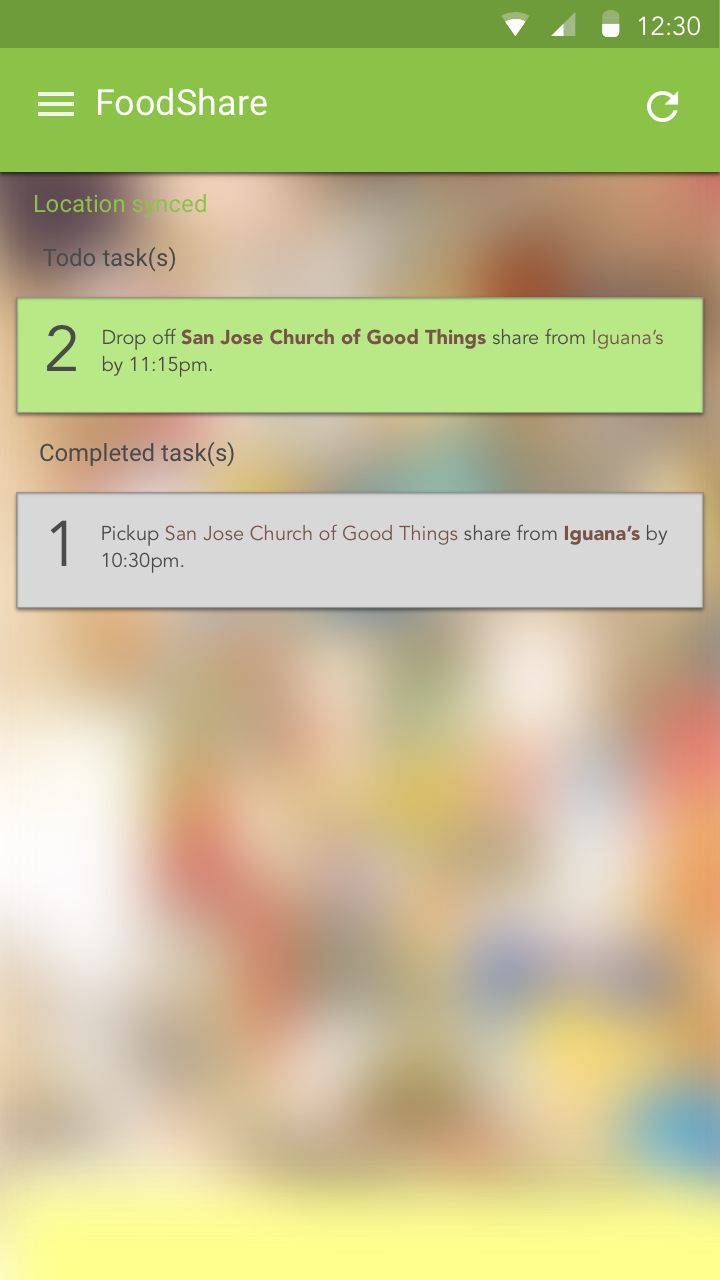 12:30
FoodShare
Location synced
Todo task(s)
2 Drop off San Jose Church of Good Things share from Iguana’s
by 11:15pm.
Completed task(s)
1 Pickup San Jose Church of Good Things share from Iguana’s by
10:30pm.